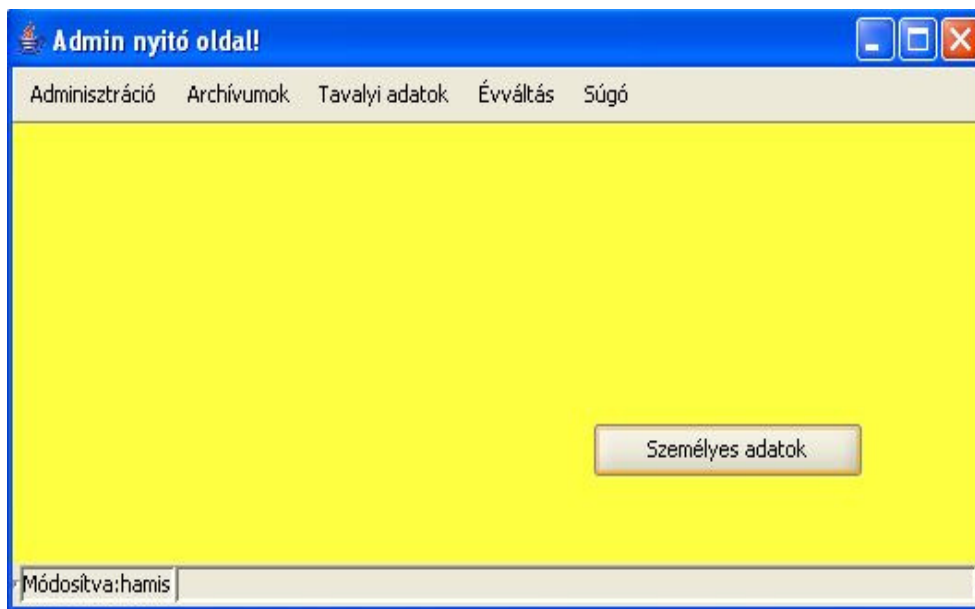 Admin nyitó oldal!
Adminisztráció Archívumok Tavalyi adatok Évváltás Súgó
Személyes adatok
Módosítva:hamis